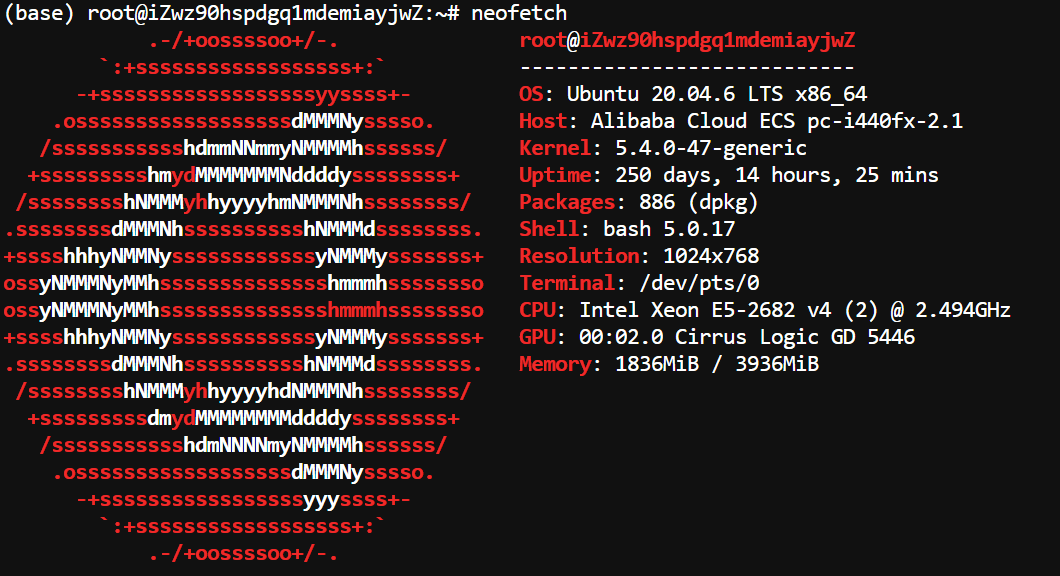 (base) root@iZwz90hspdgq1mdemiayjwZ:~# neofetch
            .-/+oossssoo+/-.               root@iZwz90hspdgq1mdemiayjwZ
        `:+ssssssssssssssssss+:`           ----------------------------
      -+ssssssssssssssssssyyssss+-         OS: Ubuntu 20.04.6 LTS x86_64
    .ossssssssssssssssssdMMMNysssso.       Host: Alibaba Cloud ECS pc-i440fx-2.1
   /ssssssssssshdmmNNmmyNMMMMhssssss/      Kernel: 5.4.0-47-generic
  +ssssssssshmydMMMMMMMNddddyssssssss+     Uptime: 250 days, 14 hours, 25 mins
 /sssssssshNMMMyhhyyyyhmNMMMNhssssssss/    Packages: 886 (dpkg)
.ssssssssdMMMNhsssssssssshNMMMdssssssss.   Shell: bash 5.0.17
+sssshhhyNMMNyssssssssssssyNMMMysssssss+   Resolution: 1024x768
ossyNMMMNyMMhsssssssssssssshmmmhssssssso   Terminal: /dev/pts/0
ossyNMMMNyMMhsssssssssssssshmmmhssssssso   CPU: Intel Xeon E5-2682 v4 (2) @ 2.494GHz
+sssshhhyNMMNyssssssssssssyNMMMysssssss+   GPU: 00:02.0 Cirrus Logic GD 5446
.ssssssssdMMMNhsssssssssshNMMMdssssssss.   Memory: 1836MiB / 3936MiB
 /sssssssshNMMMyhhyyyyhdNMMMNhssssssss/
  +sssssssssdmydMMMMMMMMddddyssssssss+
   /ssssssssssshdmNNNNmyNMMMMhssssss/
    .ossssssssssssssssssdMMMNysssso.
      -+sssssssssssssssssyyyssss+-
        `:+ssssssssssssssssss+:`
            .-/+oossssoo+/-.